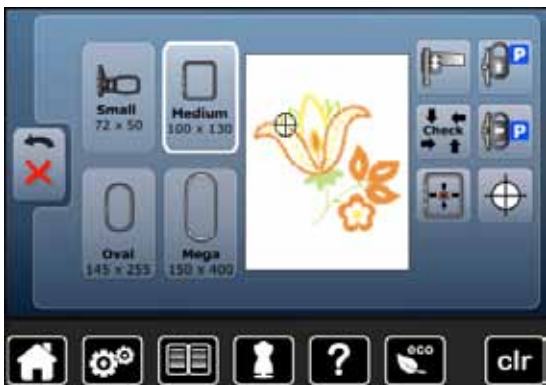 Small
72 x 50
Medium
100 x 130
P
Check
P
Oval
145 x 255
Mega
150 x 400
?
eco
clr